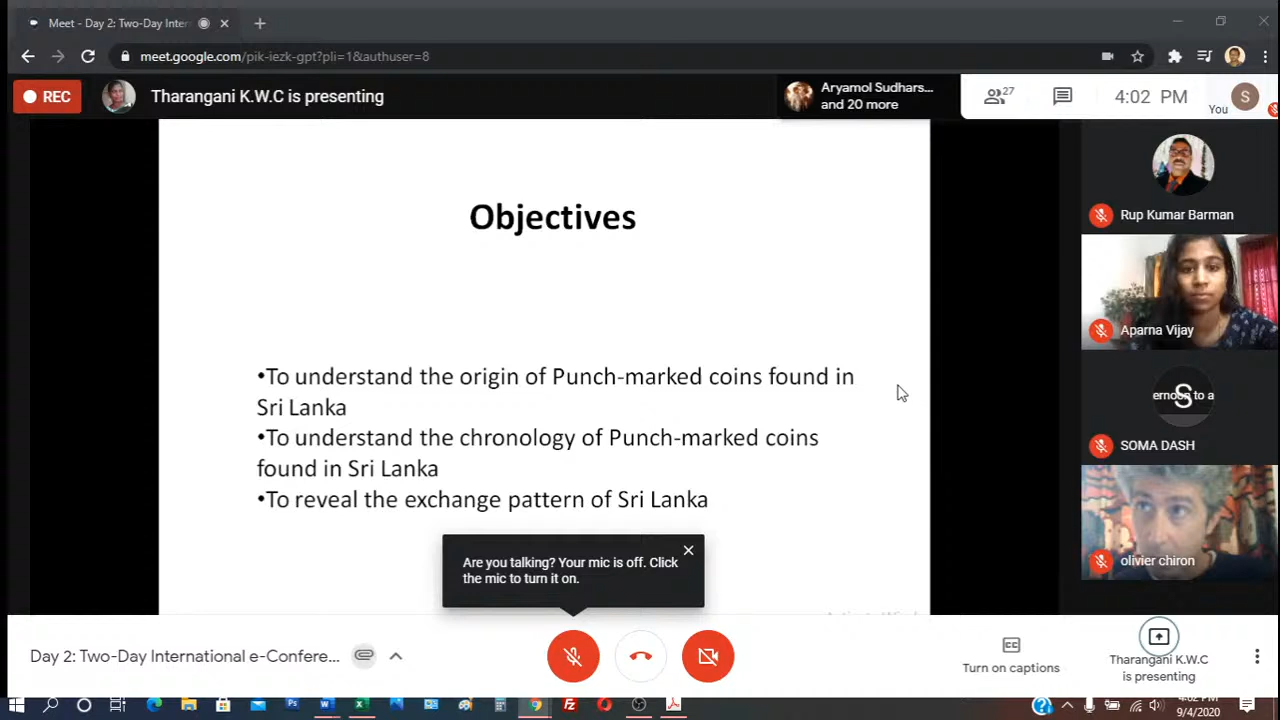 Meet - Day 2: Two-Day Inter
meet.google.com/pik-iezk-gpt?pli=1&authuser=8
REC
Tharangani K.W.C is presenting
Aryamol Sudhars...
and 20 more
27
4:02 PM
You
S
Objectives
•To understand the origin of Punch-marked coins found in
Sri Lanka
•To understand the chronology of Punch-marked coins
found in Sri Lanka
•To reveal the exchange pattern of Sri Lanka
Rup Kumar Barman
Aparna Vijay
S
ernoon to a
SOMA DASH
olivier chiron
Are you talking? Your mic is off. Click
the mic to turn it on.
Day 2: Two-Day International e-Confere...
Turn on captions
Tharangani K.W.C
is presenting
4:02 PM
9/4/2020